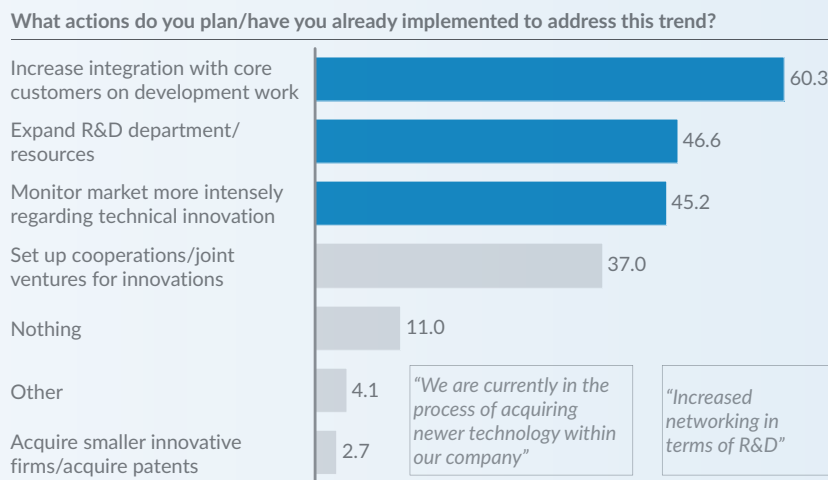 What actions do you plan/have you already implemented to address this trend?
Increase integration with core
customers on development work
60.3
Expand R&D department/
resources
46.6
Monitor market more intensely
regarding technical innovation
45.2
Set up cooperations/joint
ventures for innovations
37.0
Nothing
11.0
Other
4.1
Acquire smaller innovative
firms/acquire patents
2.7
“We are currently in the
process of acquiring
newer technology within
our company”
“Increased
networking in
terms of R&D”